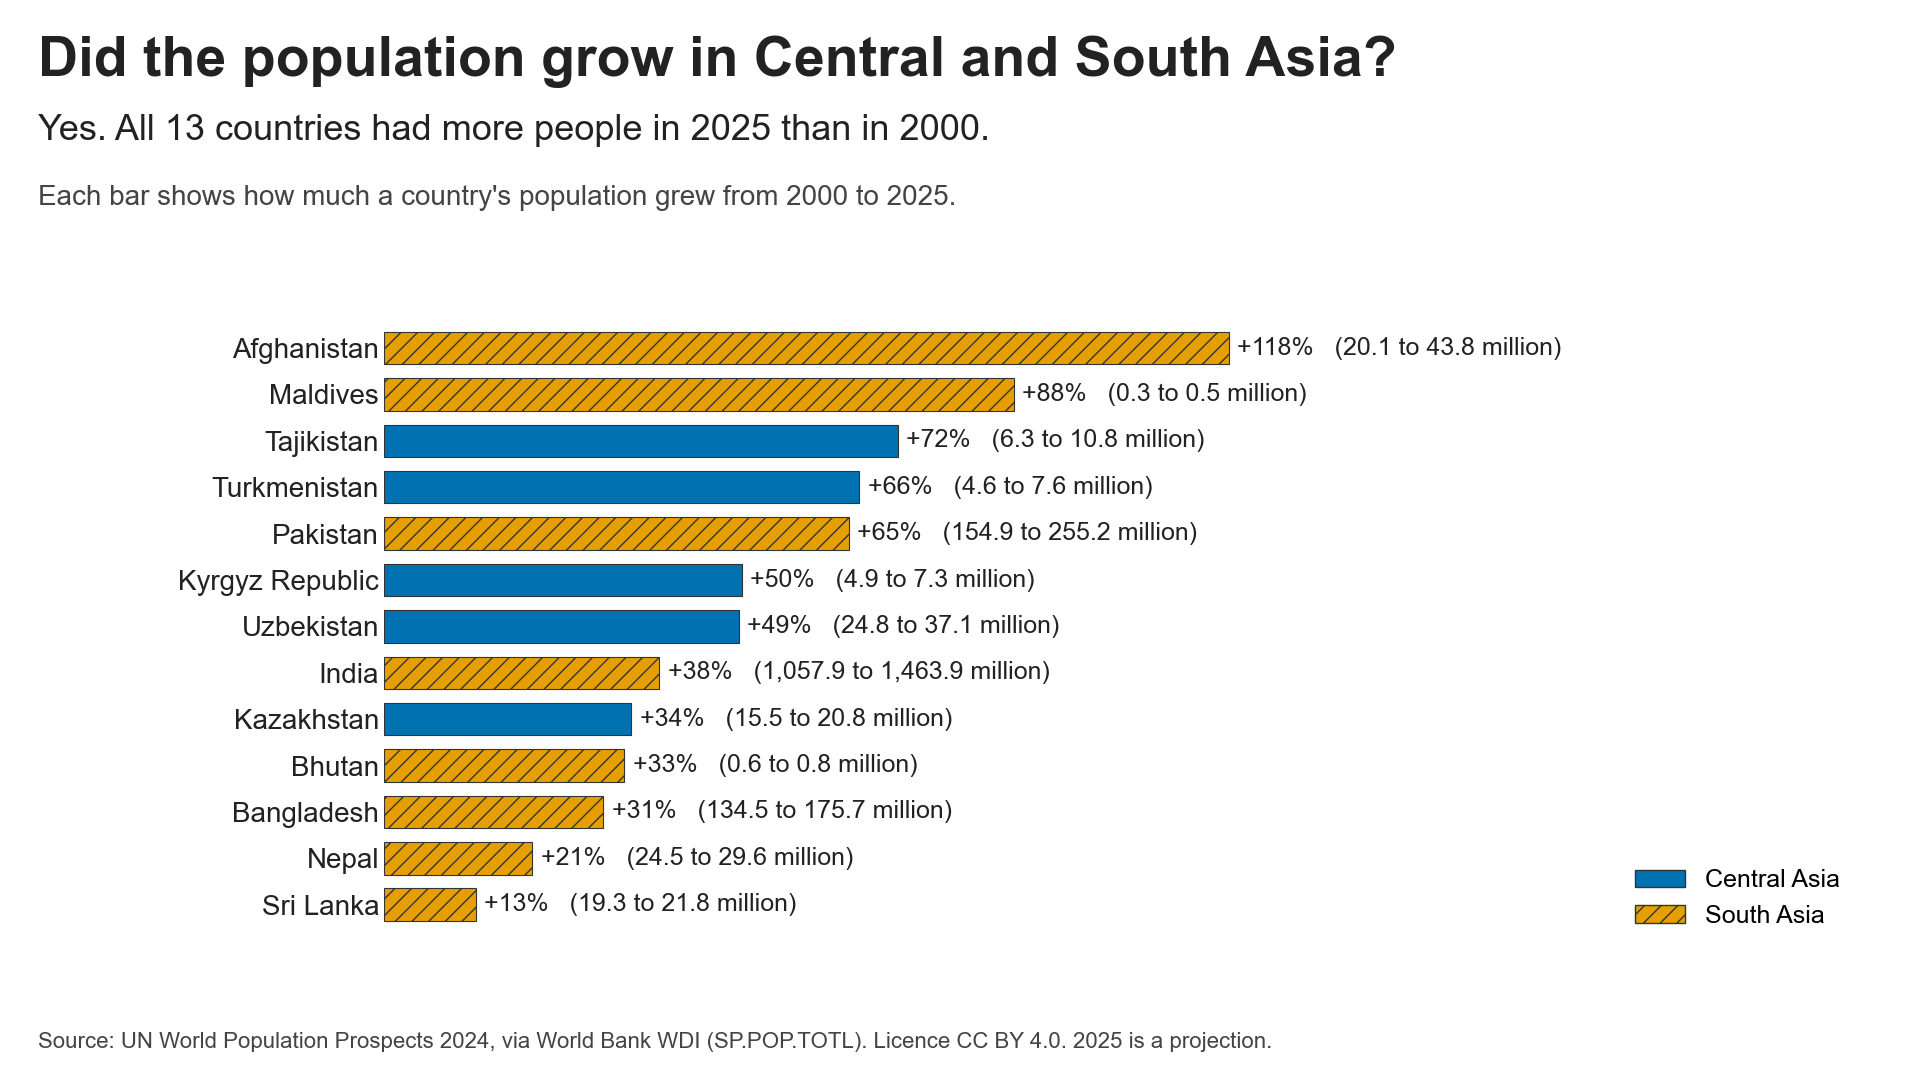 Did the population grow in Central and South Asia?
Yes. All 13 countries had more people in 2025 than in 2000.
Each bar shows how much a country's population grew from 2000 to 2025.
Afghanistan +118% (20.1 to 43.8 million)
Maldives +88% (0.3 to 0.5 million)
Tajikistan +72% (6.3 to 10.8 million)
Turkmenistan +66% (4.6 to 7.6 million)
Pakistan +65% (154.9 to 255.2 million)
Kyrgyz Republic +50% (4.9 to 7.3 million)
Uzbekistan +49% (24.8 to 37.1 million)
India +38% (1,057.9 to 1,463.9 million)
Kazakhstan +34% (15.5 to 20.8 million)
Bhutan +33% (0.6 to 0.8 million)
Bangladesh +31% (134.5 to 175.7 million)
Nepal +21% (24.5 to 29.6 million)
Sri Lanka +13% (19.3 to 21.8 million)
Central Asia
South Asia
Source: UN World Population Prospects 2024, via World Bank WDI (SP.POP.TOTL). Licence CC BY 4.0. 2025 is a projection.